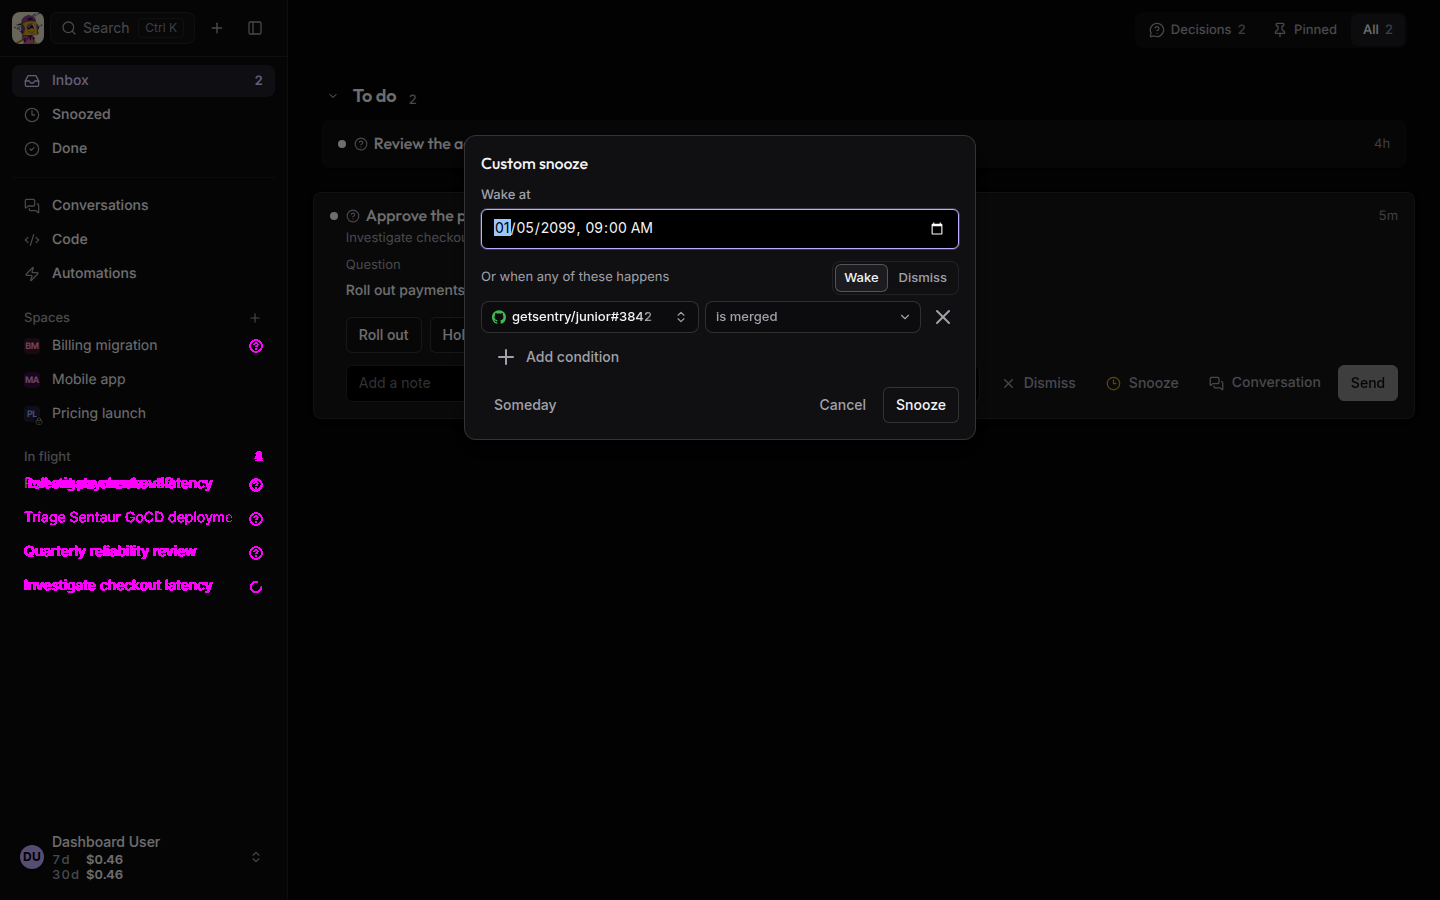 Search Ctrl K
Decisions 2
Pinned
All 2
Inbox 2
Snoozed
Done
Conversations
Code
Automations
Spaces
BM Billing migration
MA Mobile app
PL Pricing launch
In flight
Triage Sentaur GoCD deployme
Quarterly reliability review
Investigate checkout latency
Dashboard User
DU
7d $0.46
30d $0.46
To do 2
Review the a
4h
Approve the p
5m
Investigate checkou
Question
Roll out payments
Roll out
Hol
Add a note
Dismiss
Snooze
Conversation
Send
Custom snooze
Wake at
01/05/2099, 09:00 AM
Or when any of these happens
Wake
Dismiss
getsentry/junior#3842
is merged
Add condition
Someday
Cancel
Snooze